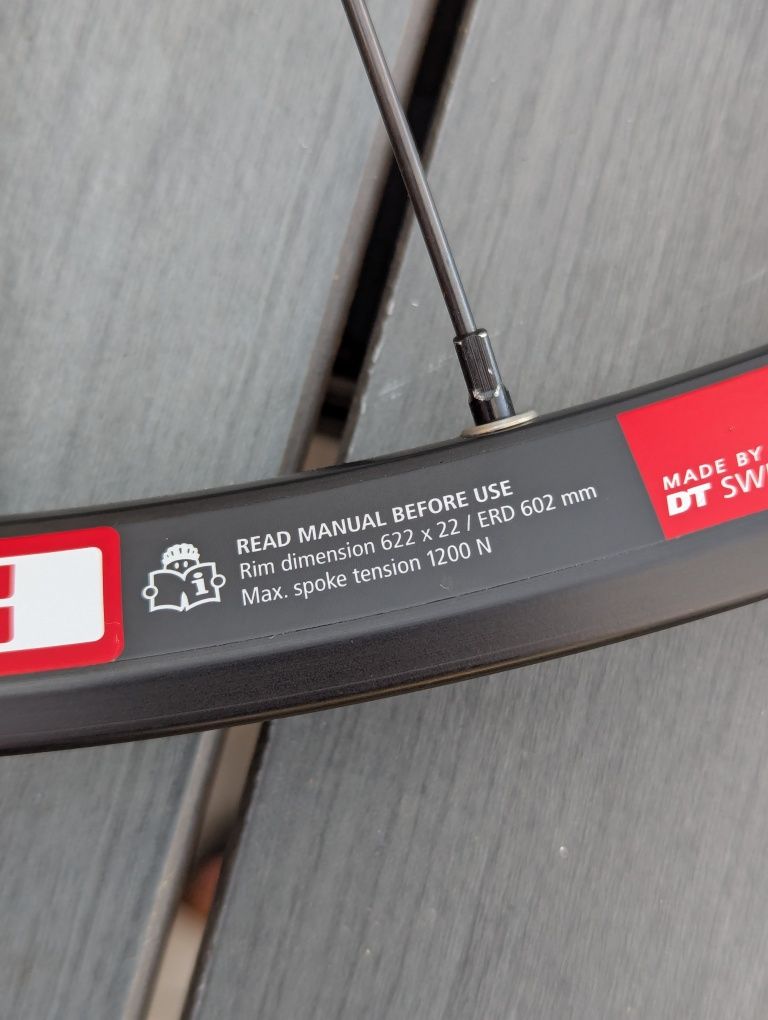 READ MANUAL BEFORE USE
Rim dimension 622 x 22 / ERD 602 mm
Max. spoke tension 1200 N
i
MADE BY
DT